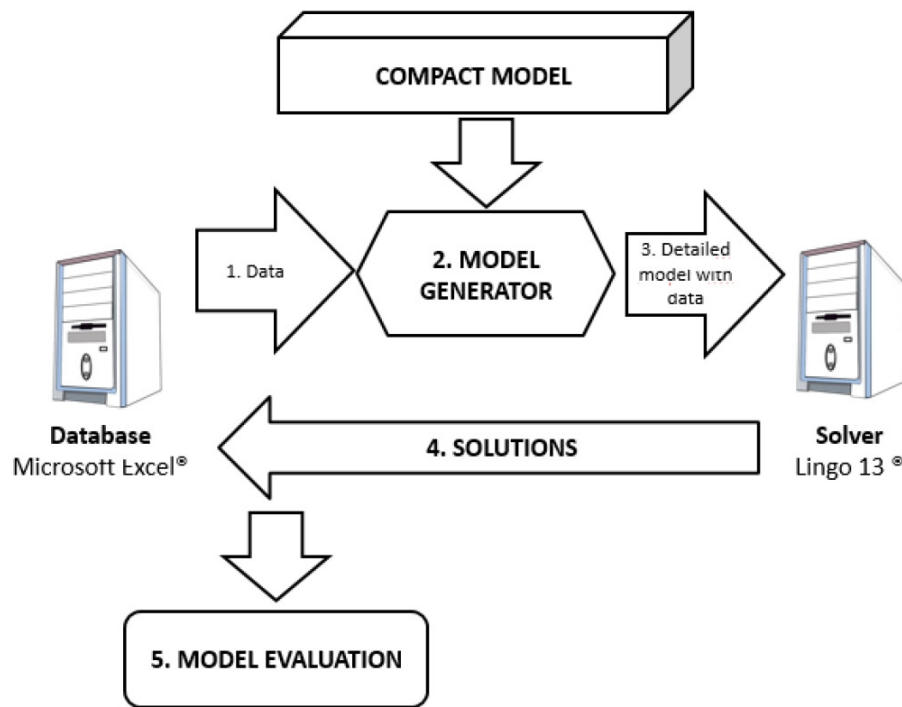 COMPACT MODEL
1. Data
2. MODEL
GENERATOR
3. Detailed
model with
data
Database
Microsoft Excel®
4. SOLUTIONS
Solver
Lingo 13 ®
5. MODEL EVALUATION